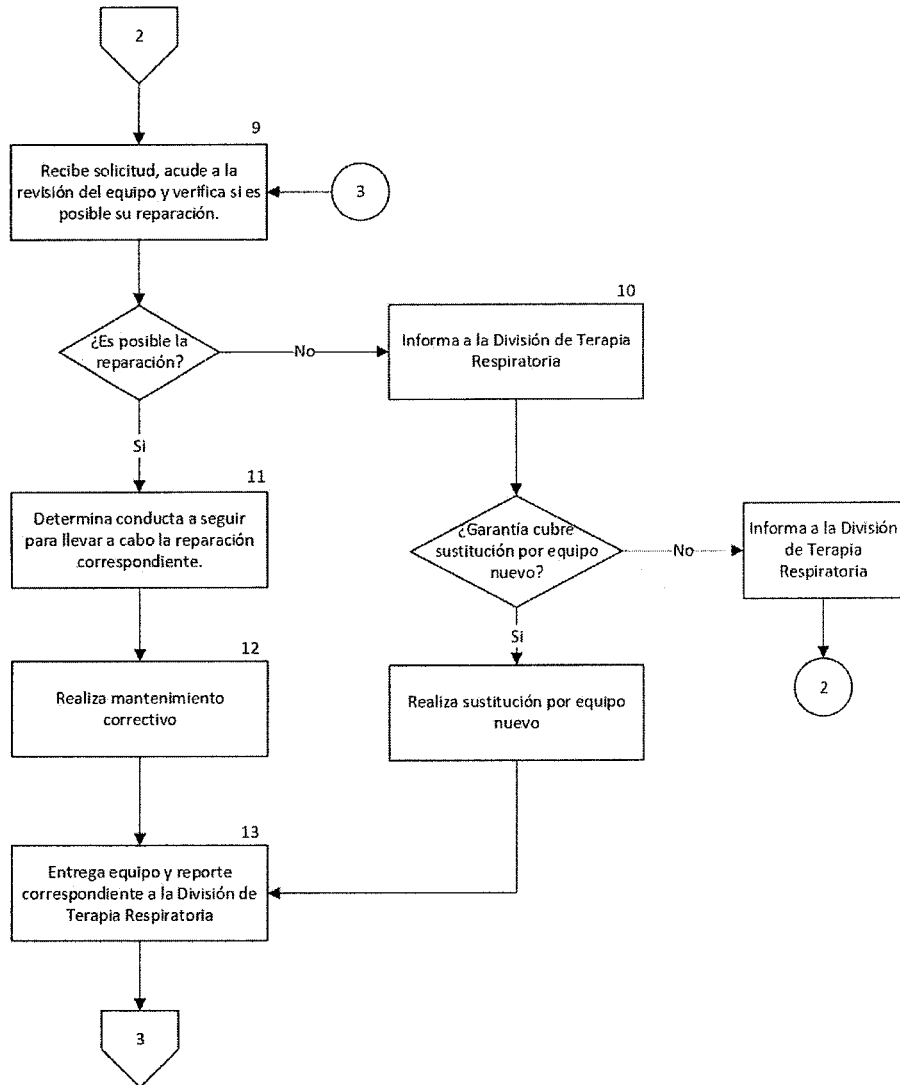 2
9
Recibe solicitud, acude a la
revisión del equipo y verifica si es
posible su reparación.
3
10
¿Es posible la
reparación?
No
Informa a la División de Terapia
Respiratoria
Si
11
Determina conducta a seguir
para llevar a cabo la reparación
correspondiente.
¿Garantía cubre
sustitución por equipo
nuevo?
No
Informa a la División
de Terapia
Respiratoria
Si
12
Realiza mantenimiento
correctivo
Realiza sustitución por equipo
nuevo
2
13
Entrega equipo y reporte
correspondiente a la División de
Terapia Respiratoria
3